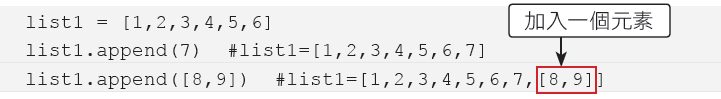 加入一個元素
list1 = [1,2,3,4,5,6]
list1.append(7)  #list1=[1,2,3,4,5,6,7]
list1.append([8,9])  #list1=[1,2,3,4,5,6,7,[8,9]]